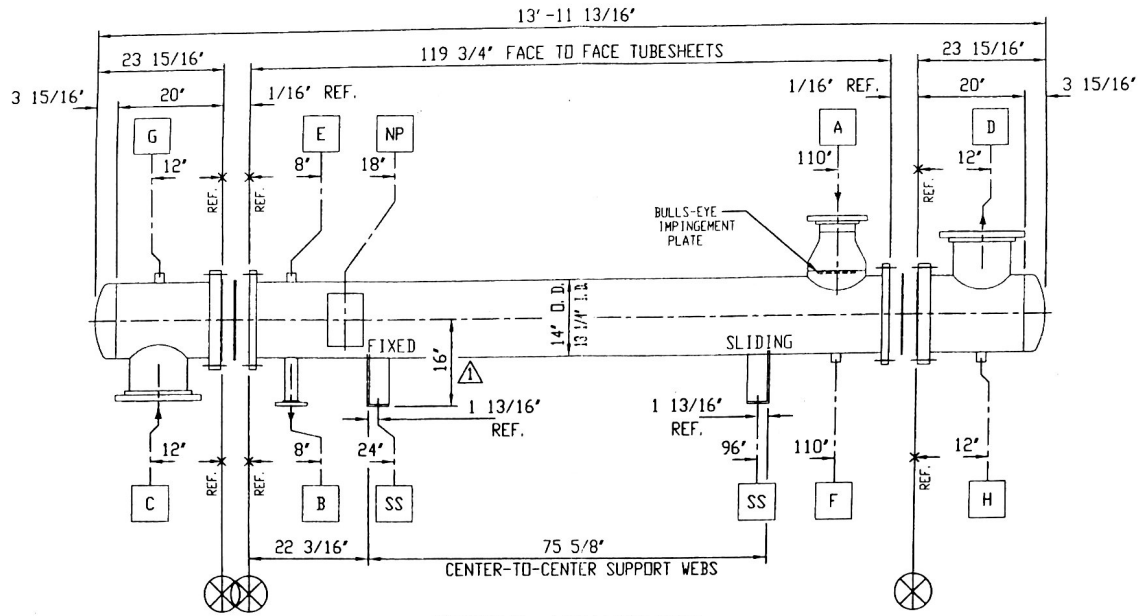 13'-11 13/16"
23 15/16"
119 3/4" FACE TO FACE TUBESHEETS
23 15/16"
3 15/16"
20"
1/16" REF.
1/16" REF.
20"
3 15/16"
G
E
NP
A
D
12"
8"
18"
110"
12"
REF.
REF.
REF.
BULLS-EYE
IMPINGEMENT
PLATE
14" O.D.
13 1/4" I.D.
FIXED
16"
1
SLIDING
1 13/16"
REF.
1 13/16"
REF.
12"
8"
24"
96"
110"
12"
REF.
REF.
REF.
C
B
SS
SS
F
H
22 3/16"
75 5/8"
CENTER-TO-CENTER SUPPORT WEBS